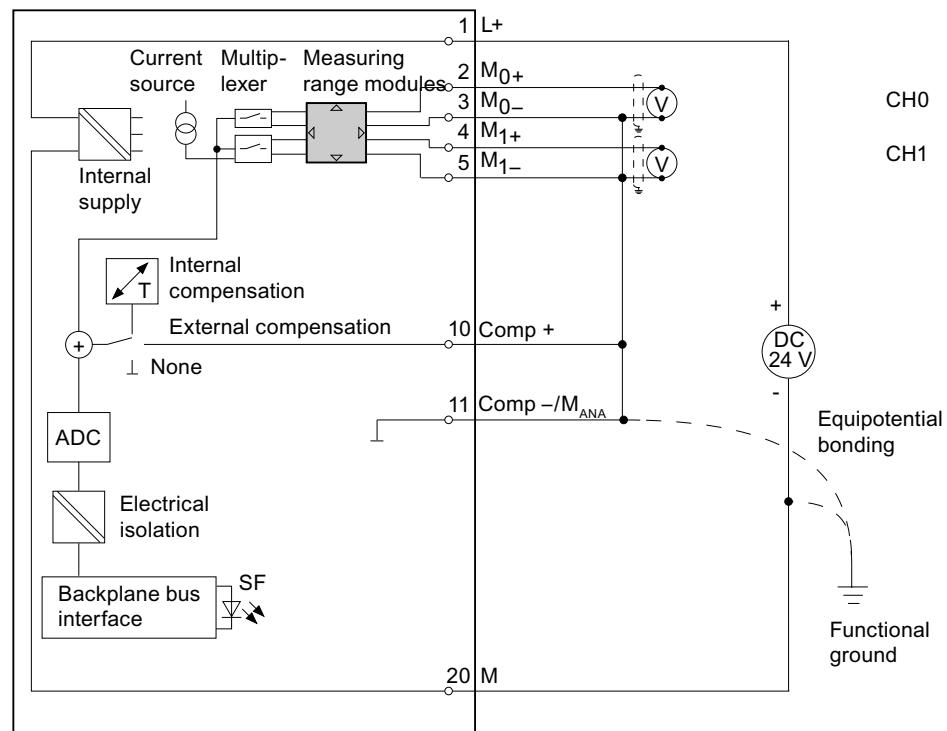 1 L+
Current source
Multip-lexer
Measuring range modules
2 M0+
3 M0–
4 M1+
5 M1–
V
CH0
V
CH1
Internal supply
T
Internal compensation
External compensation
10 Comp +
+
None
11 Comp –/MANA
+
DC
24 V
-
ADC
Equipotential bonding
Electrical isolation
Backplane bus interface
SF
Functional ground
20 M